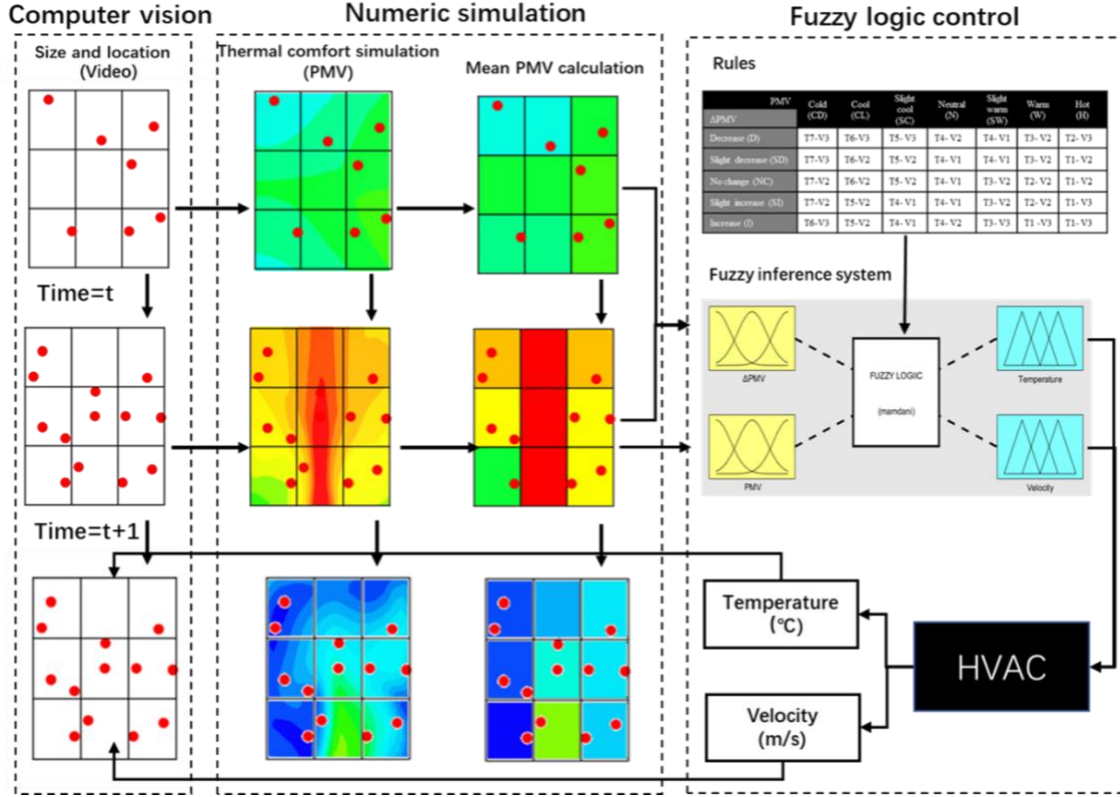 Computer vision
Numeric simulation
Fuzzy logic control
Size and location
(Video)
Thermal comfort simulation
(PMV)
Mean PMV calculation
Time=t
Time=t+1
Rules
PMV
ΔPMV
Cold
(CD)
Cool
(CL)
Slight
cool
(SC)
Neutral
(N)
Slight
warm
(SW)
Warm
(W)
Hot
(H)
Decrease (D) T7-V3 T6-V3 T5- V3 T4- V2 T4- V1 T3- V2 T2- V3
Slight decrease (SD) T7-V3 T6-V2 T5- V2 T4- V1 T4- V1 T3- V2 T1- V2
No change (NC) T7-V2 T6-V2 T5- V2 T4- V1 T3- V2 T2- V2 T1- V2
Slight increase (SI) T7-V2 T5-V2 T4- V1 T4- V1 T3- V2 T2- V2 T1- V3
Increase (I) T6-V3 T5-V2 T4- V1 T4- V2 T3- V3 T1 -V3 T1- V3
Fuzzy inference system
ΔPMV
FUZZY LOGIIC
(mamdani)
Temperature
PMV
Velocity
Temperature
(℃)
HVAC
Velocity
(m/s)